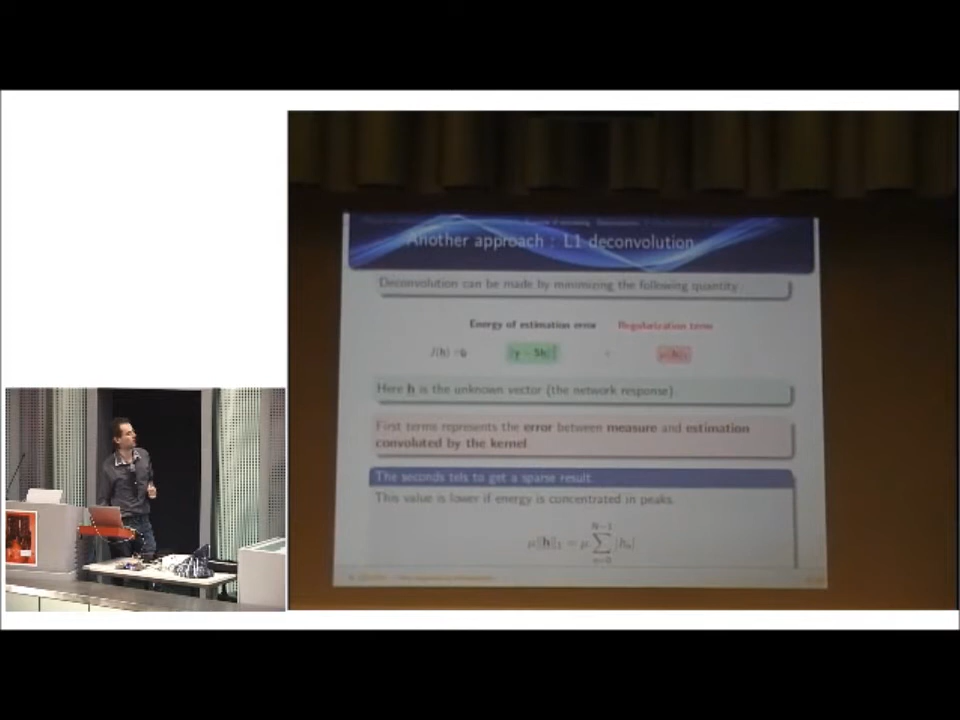 Another approach : L1 deconvolution
Deconvolution can be made by minimizing the following quantity :
Energy of estimation error Regularization term
J(h) =
Here h is the unknown vector (the network response).
First terms represents the error between measure and estimation
convoluted by the kernel
The seconds tels to get a sparse result
This value is lower if energy is concentrated in peaks.
μ||h||₁ = μ ∑ |hₙ|